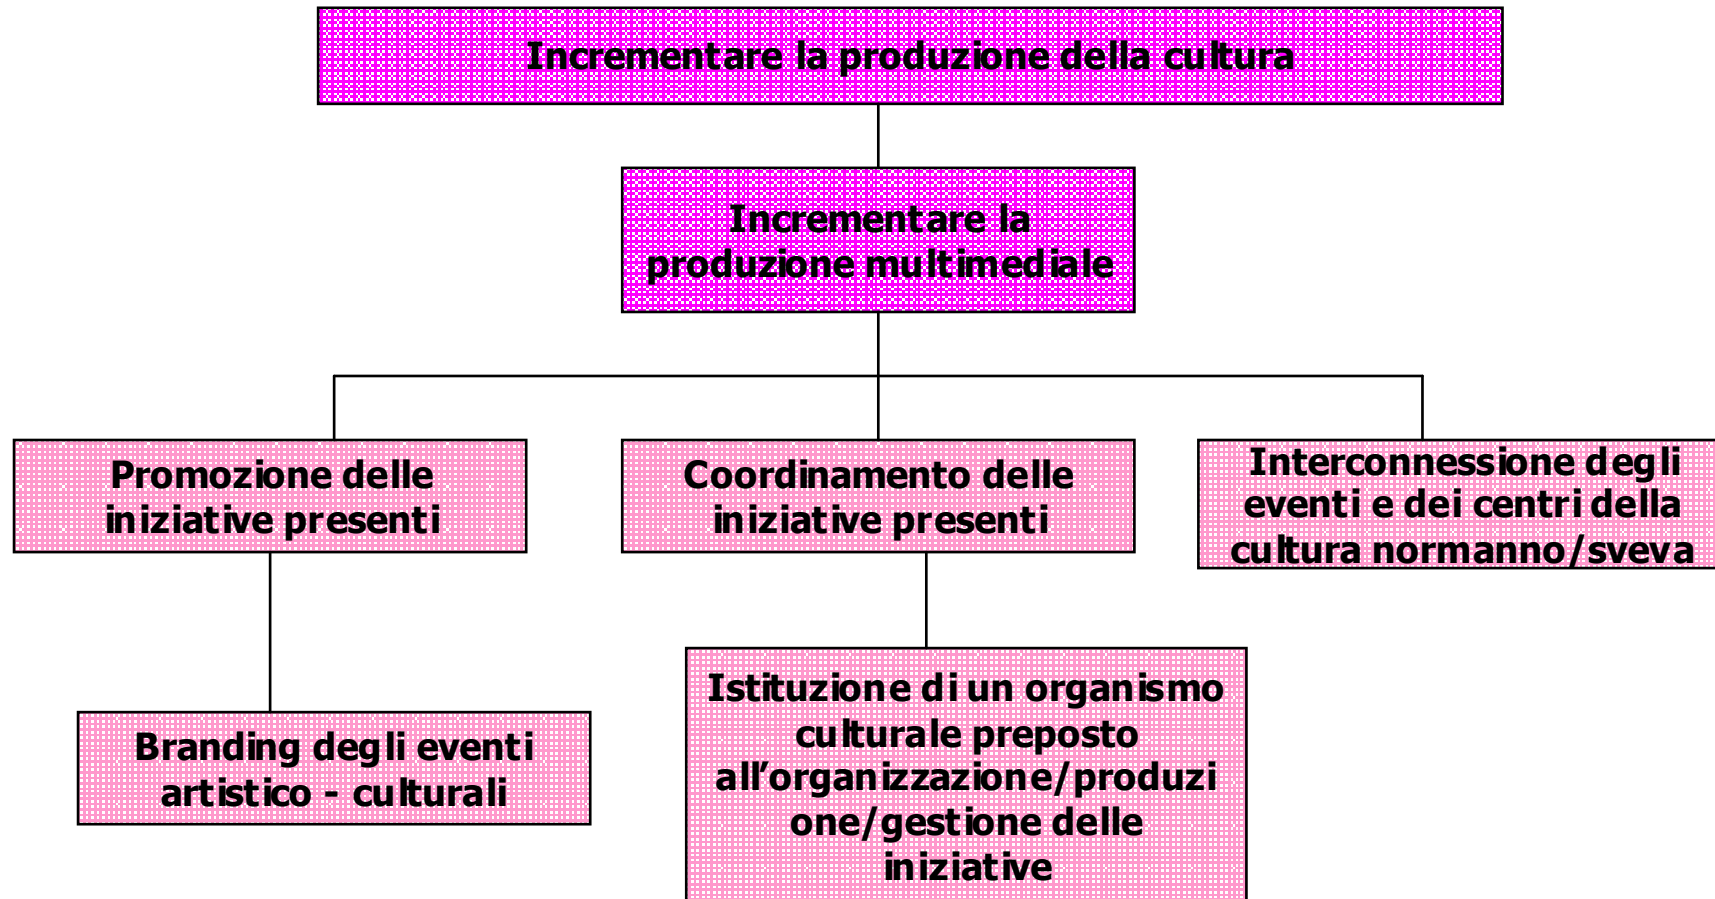 Incrementare la produzione della cultura
Incrementare la
produzione multimediale
Promozione delle
iniziative presenti
Coordinamento delle
iniziative presenti
Interconnessione degli
eventi e dei centri della
cultura normanno/sveva
Branding degli eventi
artistico - culturali
Istituzione di un organismo
culturale preposto
all’organizzazione/produzi
one/gestione delle
iniziative